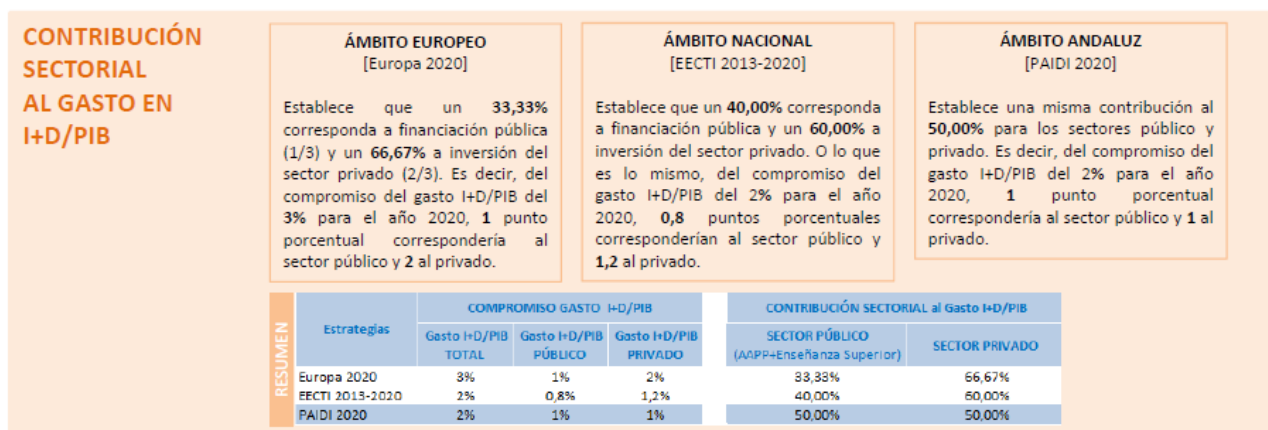 CONTRIBUCIÓN
SECTORIAL
AL GASTO EN
I+D/PIB
ÁMBITO EUROPEO
[Europa 2020]
Establece que un 33,33%
corresponda a financiación pública
(1/3) y un 66,67% a inversión del
sector privado (2/3). Es decir, del
compromiso del gasto I+D/PIB del
3% para el año 2020, 1 punto
porcentual correspondería al
sector público y 2 al privado.
ÁMBITO NACIONAL
[EECTI 2013-2020]
Establece que un 40,00% corresponda
a financiación pública y un 60,00% a
inversión del sector privado. O lo que
es lo mismo, del compromiso del
gasto I+D/PIB del 2% para el año
2020, 0,8 puntos porcentuales
corresponderían al sector público y
1,2 al privado.
ÁMBITO ANDALUZ
[PAIDI 2020]
Establece una misma contribución al
50,00% para los sectores público y
privado. Es decir, del compromiso del
gasto I+D/PIB del 2% para el año
2020, 1 punto porcentual
correspondería al sector público y 1 al
privado.
RESUMEN
Estrategias
COMPROMISO GASTO I+D/PIB
CONTRIBUCIÓN SECTORIAL al Gasto I+D/PIB
Gasto I+D/PIB TOTAL
Gasto I+D/PIB PÚBLICO
Gasto I+D/PIB PRIVADO
SECTOR PÚBLICO
(AAPP+Enseñanza Superior)
SECTOR PRIVADO
Europa 2020 3% 1% 2% 33,33% 66,67%
EECTI 2013-2020 2% 0,8% 1,2% 40,00% 60,00%
PAIDI 2020 2% 1% 1% 50,00% 50,00%